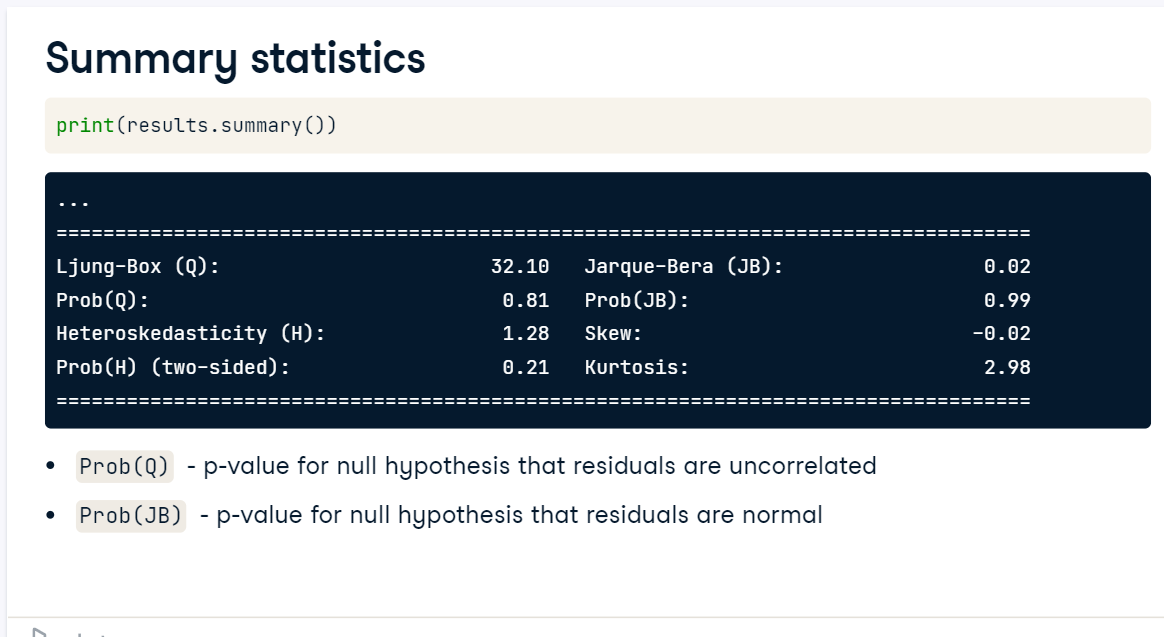 Summary statistics
print(results.summary())
...
===================================================================================
Ljung-Box (Q): 32.10 Jarque-Bera (JB): 0.02
Prob(Q): 0.81 Prob(JB): 0.99
Heteroskedasticity (H): 1.28 Skew: -0.02
Prob(H) (two-sided): 0.21 Kurtosis: 2.98
===================================================================================
• Prob(Q) - p-value for null hypothesis that residuals are uncorrelated
• Prob(JB) - p-value for null hypothesis that residuals are normal